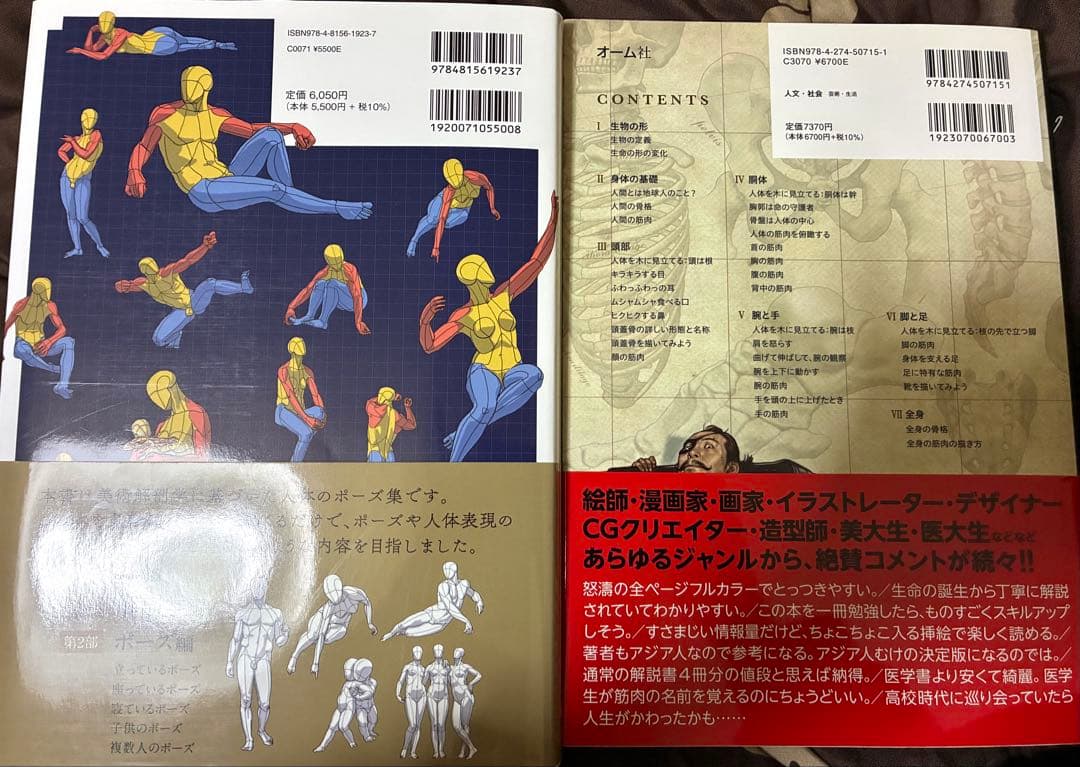 ISBN978-4-8156-1923-7
C0071 ¥5500E
定価 6,050円
(本体 5,500円 + 税10%)
9784815619237
1920071055008
本書は美術解剖学に基づいた人体のポーズ集です。
るだけで、ポーズや人体表現の
な内容を目指しました。
第2部 ポーズ編
立っているポーズ
座っているポーズ
寝ているポーズ
子供のポーズ
複数人のポーズ
オーム社
ISBN978-4-274-50715-1
C3070 ¥6700E
人文・社会 芸術・生活
定価7370円
(本体6700円+税10%)
9784274507151
1923070067003
CONTENTS
I 生物の形
生物の定義
生命の形の変化
II 身体の基礎
人間とは地球人のこと?
人間の骨格
人間の筋肉
III 頭部
人体を木に見立てる:頭は根
キラキラする目
ふわっふわっの耳
ムシャムシャ食べる口
ヒクヒクする鼻
頭蓋骨の詳しい形態と名称
頭蓋骨を描いてみよう
顔の筋肉
IV 胴体
人体を木に見立てる:胴体は幹
胸郭は命の守護者
骨盤は人体の中心
人体の筋肉を俯瞰する
首の筋肉
胸の筋肉
腹の筋肉
背中の筋肉
V 腕と手
人体を木に見立てる:腕は枝
肩を怒らす
曲げて伸ばして、腕の観察
腕を上下に動かす
腕の筋肉
手を頭の上に上げたとき
手の筋肉
VI 脚と足
人体を木に見立てる:根の先で立つ脚
脚の筋肉
身体を支える足
足に特有な筋肉
靴を描いてみよう
VII 全身
全身の骨格
全身の筋肉の描き方
絵師・漫画家・画家・イラストレーター・デザイナー
CGクリエイター・造型師・美大生・医大生などなど
あらゆるジャンルから、絶賛コメントが続々!!
怒濤の全ページフルカラーでとっつきやすい。/生命の誕生から丁寧に解説
されていてわかりやすい。/この本を一冊勉強したら、ものすごくスキルアップ
しそう。/すさまじい情報量だけど、ちょこちょこ入る挿絵で楽しく読める。/
著者もアジア人なので参考になる。アジア人むけの決定版になるのでは。/
通常の解説書4冊分の値段と思えば納得。/医学書より安くて綺麗。医学
生が筋肉の名前を覚えるのにちょうどいい。/高校時代に巡り会っていたら
人生がかわったかも……